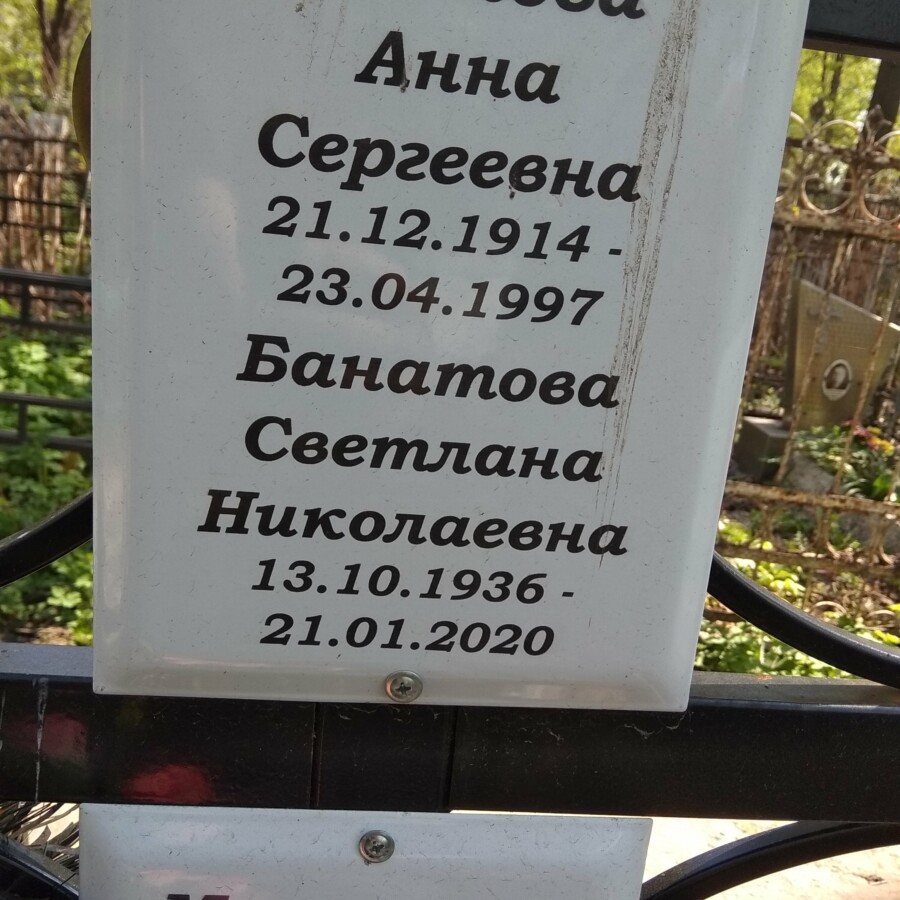 Анна
Сергеевна
21.12.1914 -
23.04.1997
Банатова
Светлана
Николаевна
13.10.1936 -
21.01.2020